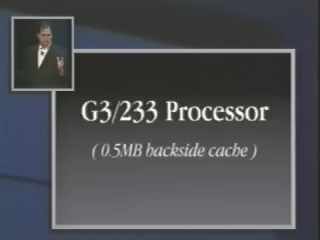 G3/233 Processor
( 0.5MB backside cache )